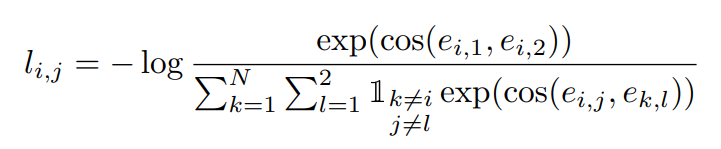 l_{i,j} = -\log \frac{\exp(\cos(e_{i,1}, e_{i,2}))}{\sum_{k=1}^{N} \sum_{l=1}^{2} \mathbb{1}_{\substack{k \neq i \\ j \neq l}} \exp(\cos(e_{i,j}, e_{k,l}))}